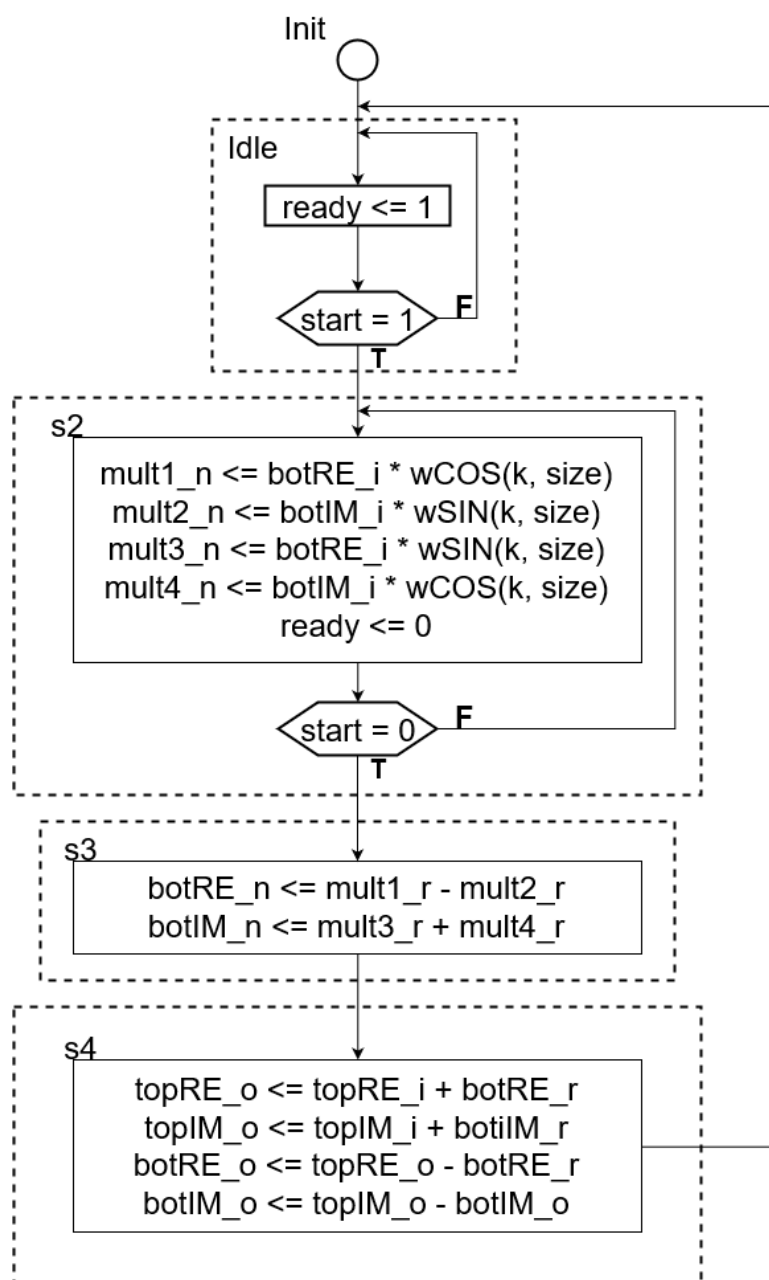 Init
Idle
ready <= 1
start = 1
F
T
s2
mult1_n <= botRE_i * wCOS(k, size)
mult2_n <= botIM_i * wSIN(k, size)
mult3_n <= botRE_i * wSIN(k, size)
mult4_n <= botIM_i * wCOS(k, size)
ready <= 0
start = 0
F
T
s3
botRE_n <= mult1_r - mult2_r
botIM_n <= mult3_r + mult4_r
s4
topRE_o <= topRE_i + botRE_r
topIM_o <= topIM_i + botiIM_r
botRE_o <= topRE_o - botRE_r
botIM_o <= topIM_o - botIM_o